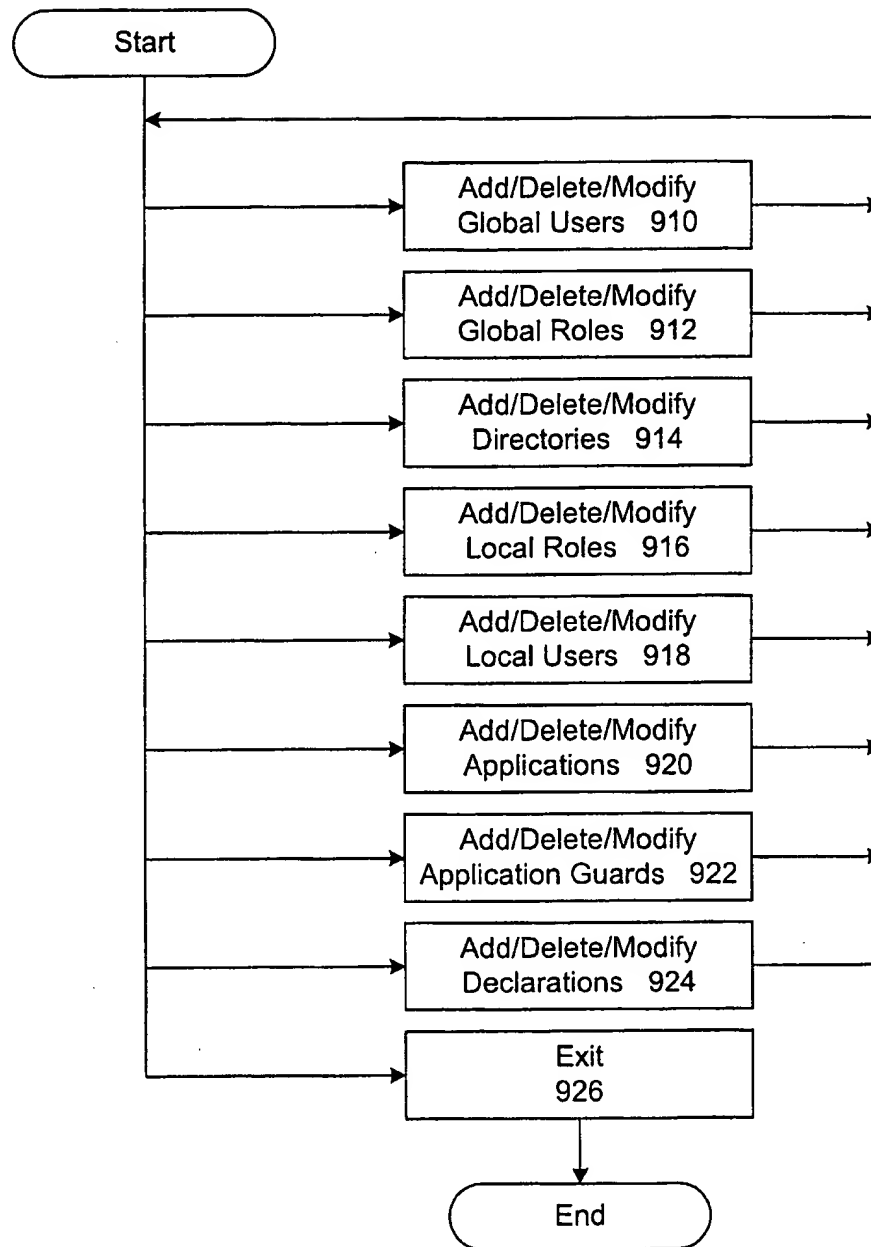 Start
Add/Delete/Modify
Global Users 910
Add/Delete/Modify
Global Roles 912
Add/Delete/Modify
Directories 914
Add/Delete/Modify
Local Roles 916
Add/Delete/Modify
Local Users 918
Add/Delete/Modify
Applications 920
Add/Delete/Modify
Application Guards 922
Add/Delete/Modify
Declarations 924
Exit
926
End